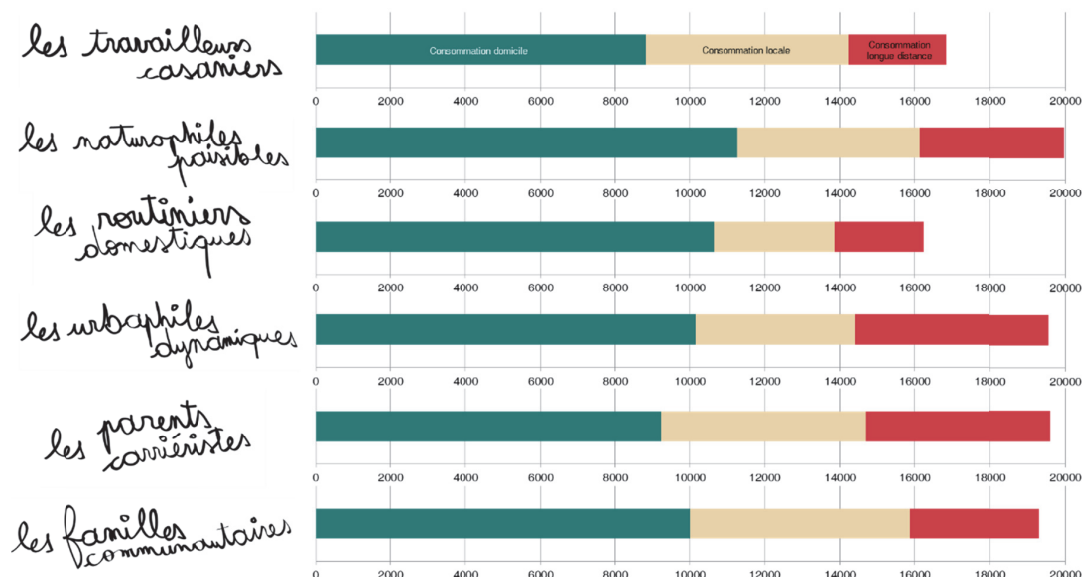 les travailleurs
casaniers
Consommation domicile
Consommation locale
Consommation
longue distance
0 2000 4000 6000 8000 10000 12000 14000 16000 18000 20000
les naturophiles
paisibles
0 2000 4000 6000 8000 10000 12000 14000 16000 18000 20000
les routiniers
domestiques
0 2000 4000 6000 8000 10000 12000 14000 16000 18000 20000
les urbaphiles
dynamiques
0 2000 4000 6000 8000 10000 12000 14000 16000 18000 20000
les parents
carriéristes
0 2000 4000 6000 8000 10000 12000 14000 16000 18000 20000
les familles
communautaires
0 2000 4000 6000 8000 10000 12000 14000 16000 18000 20000